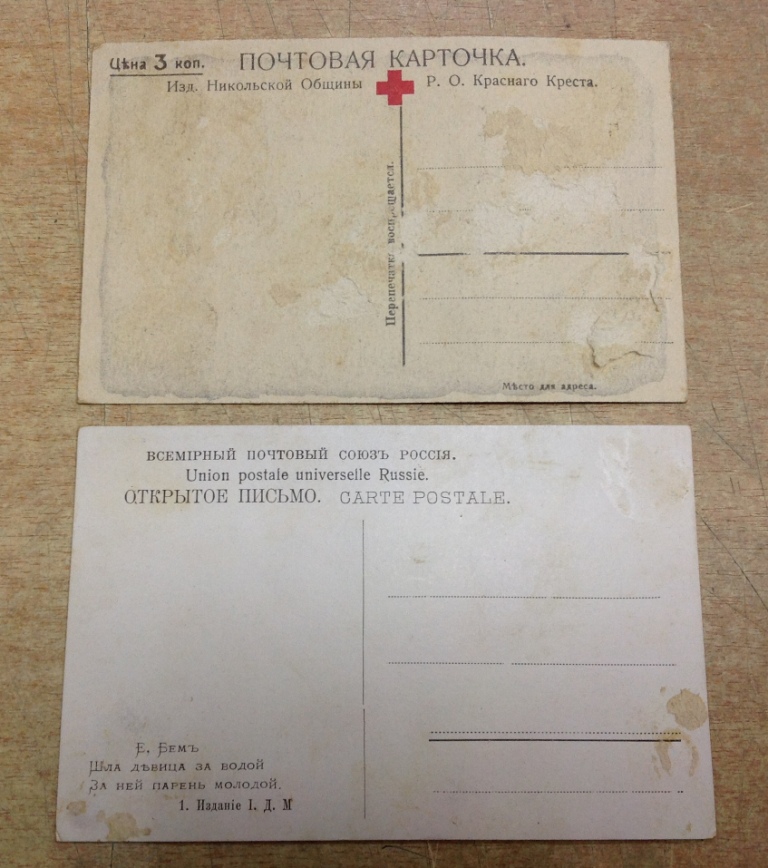 Цѣна 3 коп.
ПОЧТОВАЯ КАРТОЧКА.
Изд. Никольской Общины Р. О. Краснаго Креста.
Перепечатка воспрещается.
Мѣсто для адреса.
ВСЕМІРНЫЙ ПОЧТОВЫЙ СОЮЗЪ РОССІЯ.
Union postale universelle Russie.
ОТКРЫТОЕ ПИСЬМО. CARTE POSTALE.
Е. Бемъ
Шла дѣвица за водой
За ней парень молодой.
1. Изданіе І. Д. М